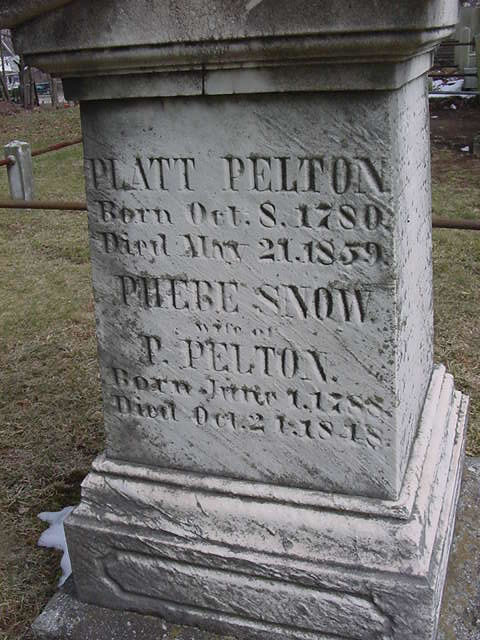 PLATT PELTON
Born Oct. 8, 1780.
Died May 21, 1859.
PHEBE SNOW.
wife of
P. PELTON.
Born June 1, 1788.
Died Oct. 21, 1848.